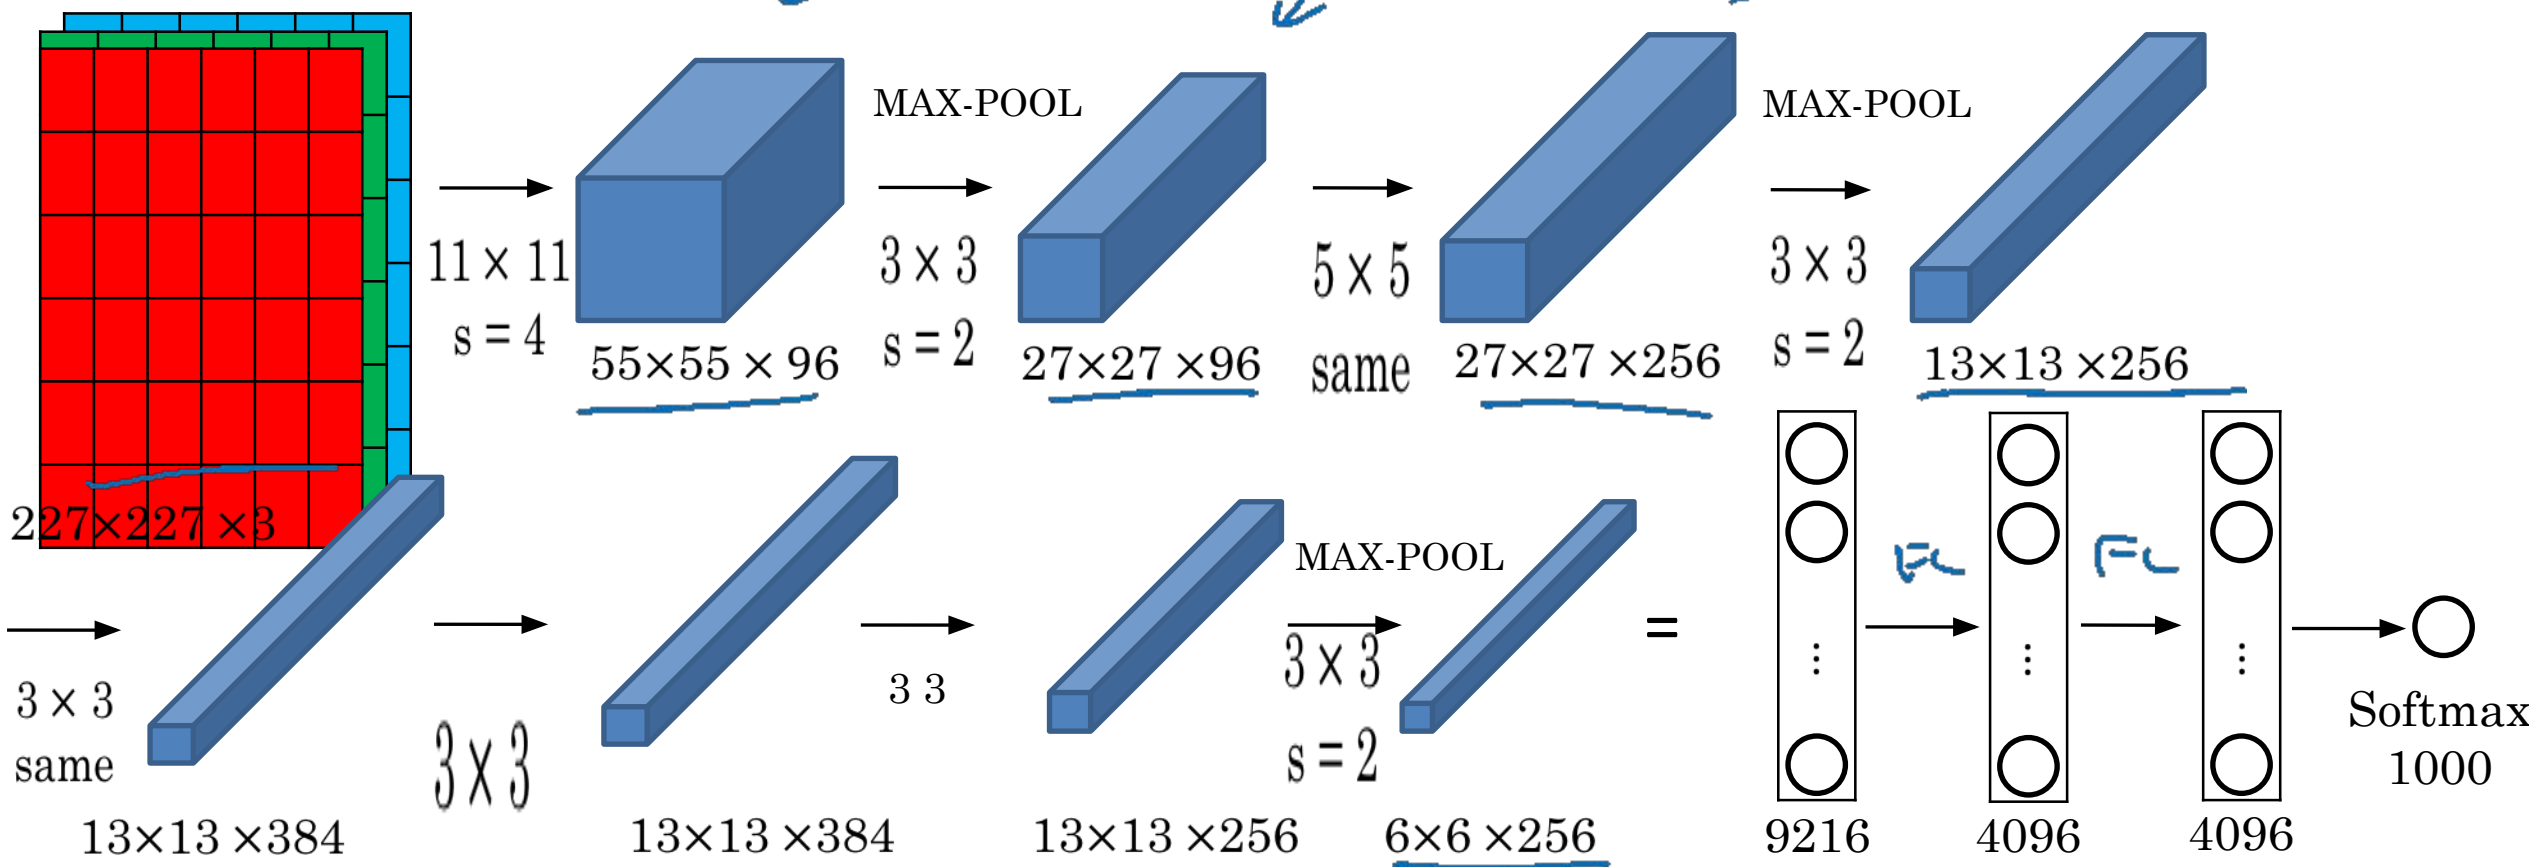 MAX-POOL
MAX-POOL
11 × 11
s = 4
3 × 3
s = 2
5 × 5
same
3 × 3
s = 2
227×227 ×3
55×55 × 96
27×27 ×96
27×27 ×256
13×13 ×256
MAX-POOL
FC
FC
3 × 3
same
3 × 3
3 3
3 × 3
s = 2
=
⋮
⋮
⋮
Softmax
1000
13×13 ×384
13×13 ×384
13×13 ×256
6×6 ×256
9216
4096
4096